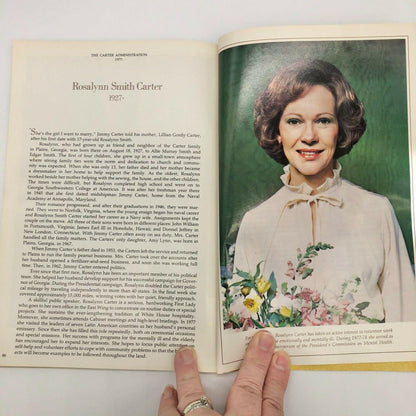 THE CARTER ADMINISTRATION
1977
Rosalynn Smith Carter
1927-
"She's the girl I want to marry," Jimmy Carter told his mother, Lillian Gordy Carter,
after his first date with 17-year-old Rosalynn Smith.
Rosalynn, who had grown up as friend and neighbor of the Carter family
in Plains, Georgia, was born there on August 18, 1927, to Allie Murray Smith and
Edgar Smith. The first of four children, she grew up in a small-town atmosphere
where strong family ties were the norm and dedication to church and commu-
nity was expected. When she was only 13, her father died and her mother became
a dressmaker in her home to help support the family. As the oldest, Rosalynn
worked beside her mother helping with the sewing, the house, and the other children.
The times were difficult, but Rosalynn completed high school and went on to
Georgia Southwestern College at Americus. It was after her freshman year there
in 1945 that she first dated midshipman Jimmy Carter, home from the Naval
Academy at Annapolis, Maryland.
Their romance progressed, and after their graduations in 1946, they were mar-
ried. They went to Norfolk, Virginia, where the young ensign began his naval career
and Rosalynn Carter started her career as a Navy wife. Assignments kept the
couple on the move. All three of their sons were born in different places: John William
in Portsmouth, Virginia; James Earl III in Honolulu, Hawaii; and Donnel Jeffrey in
New London, Connecticut. With Jimmy Carter often away on sea duty, Mrs. Carter
handled all the family matters. The Carters' only daughter, Amy Lynn, was born in
Plains, Georgia, in 1967.
When Jimmy Carter's father died in 1953, the Carters left the service and returned
to Plains to run the family peanut business. Mrs. Carter took over the accounts after
her husband opened a fertilizer-and-seed business, and soon was working full
time. Then, in 1962, Jimmy Carter entered politics.
Ever since that first race, Rosalynn has been an important member of his political
team. She helped her husband develop support for his successful campaign for Gov-
ernor of Georgia. During the Presidential campaign, Rosalynn doubled the Carter politi-
cal mileage by traveling independently in more than 40 states. In the final week she
covered approximately 15,000 miles, winning votes with her quiet, friendly approach.
A skillful public speaker, Rosalynn Carter is a serious, hardworking First Lady
who goes to her own office in the East Wing to concentrate on routine duties or special
projects. She sustains the ever-lengthening tradition of White House hospitality.
Moreover, she sometimes attends Cabinet meetings and high-level briefings. In 1977
she visited the leaders of seven Latin American countries as her husband's personal
emissary. Since then she has filled this role repeatedly, both on ceremonial occasions
and special missions. Her success with programs for the mentally ill and the elderly
has encouraged her to expand her interests. She hopes to focus public attention on
self-help and volunteer efforts to cope with community problems so that the
acts will become examples to be followed throughout the land.
Rosalynn Carter has taken an active interest in volunteer work
emotionally and mentally ill. During 1977-78 she served as
of the President's Commission on Mental Health.